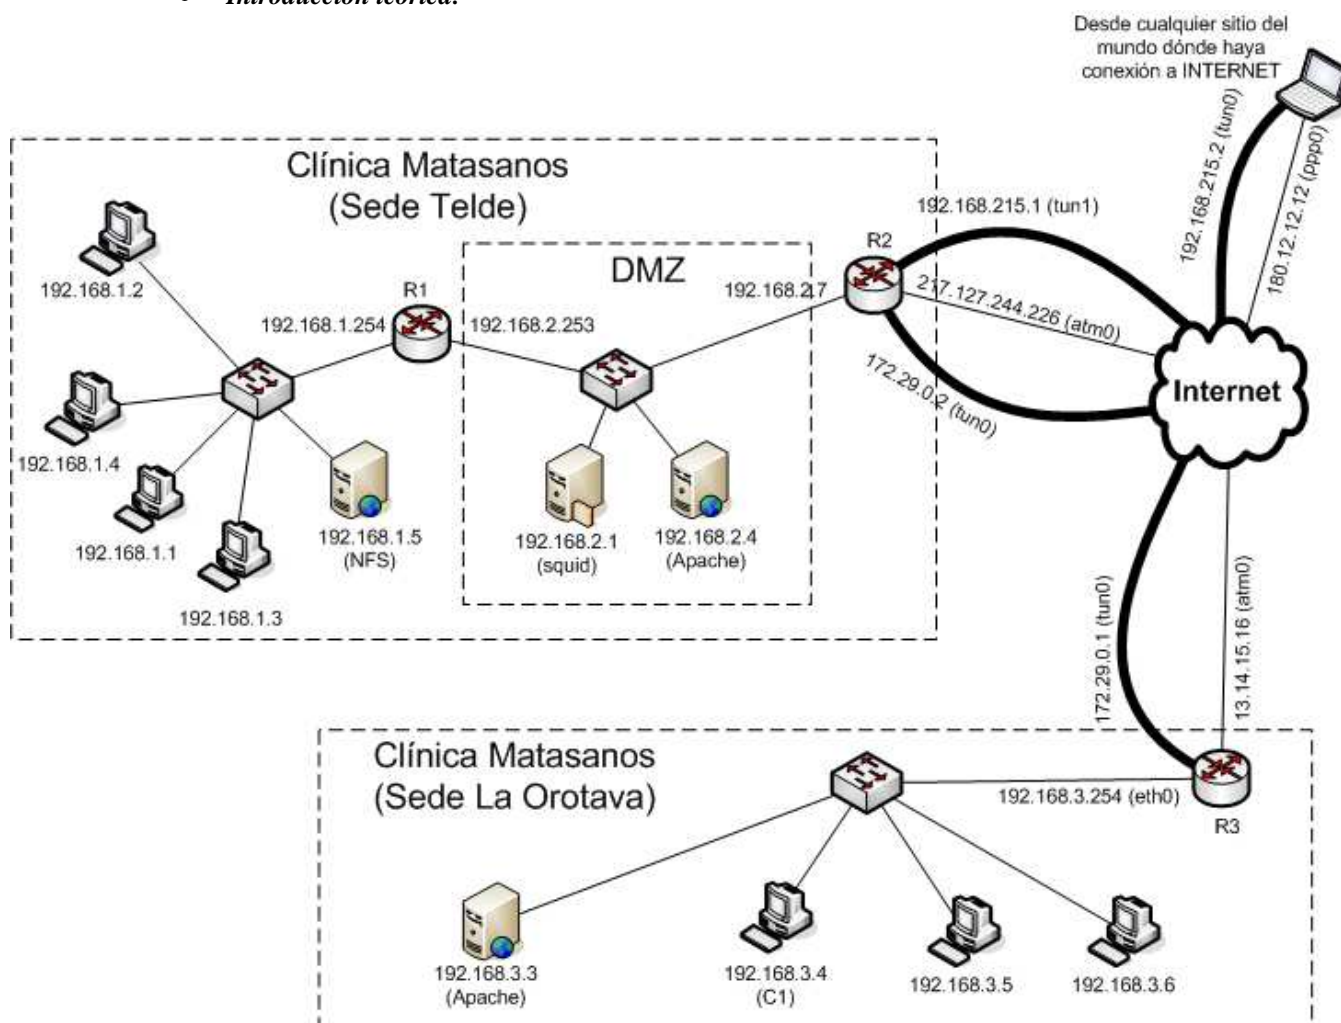 • Introducción teórica:
Desde cualquier sitio del
mundo dónde haya
conexión a INTERNET
192.168.215.2 (tun0)
180.12.12.12 (ppp0)
Clínica Matasanos
(Sede Telde)
192.168.1.2
192.168.1.4
192.168.1.1
192.168.1.3
192.168.1.5
(NFS)
192.168.1.254
R1
192.168.2.253
DMZ
192.168.2.1
(squid)
192.168.2.4
(Apache)
192.168.2.7
R2
192.168.215.1 (tun1)
217.127.244.226 (atm0)
172.29.0.2 (tun0)
Internet
172.29.0.1 (tun0)
13.14.15.16 (atm0)
Clínica Matasanos
(Sede La Orotava)
192.168.3.254 (eth0)
R3
192.168.3.3
(Apache)
192.168.3.4
(C1)
192.168.3.5
192.168.3.6